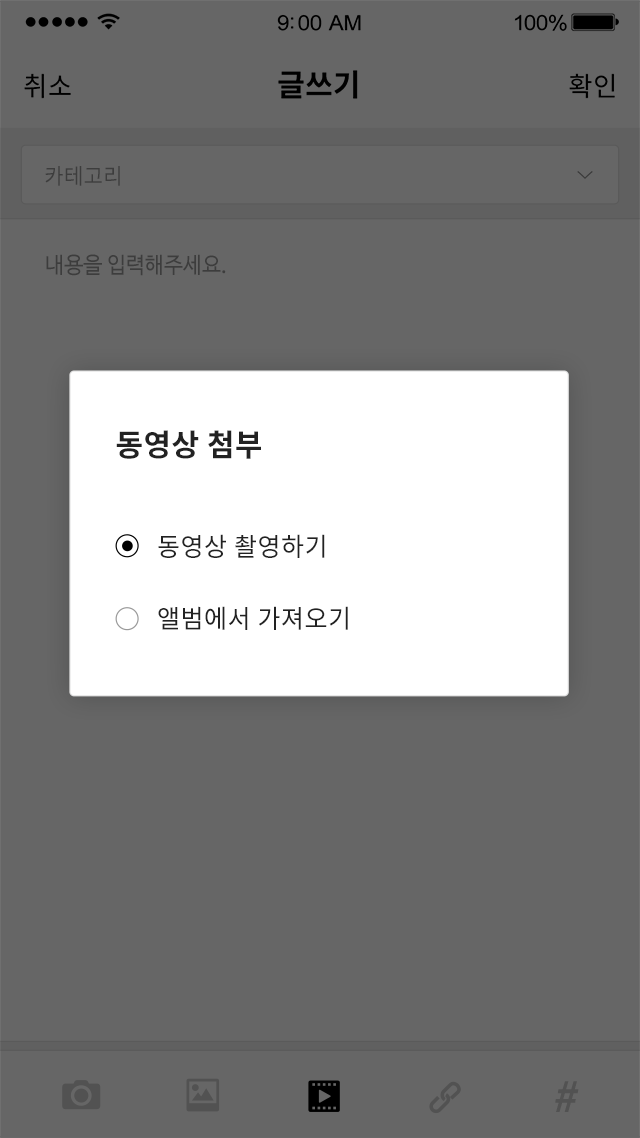 9:00 AM 100%
취소 글쓰기 확인
카테고리
내용을 입력해주세요.
동영상 첨부
동영상 촬영하기
앨범에서 가져오기
#